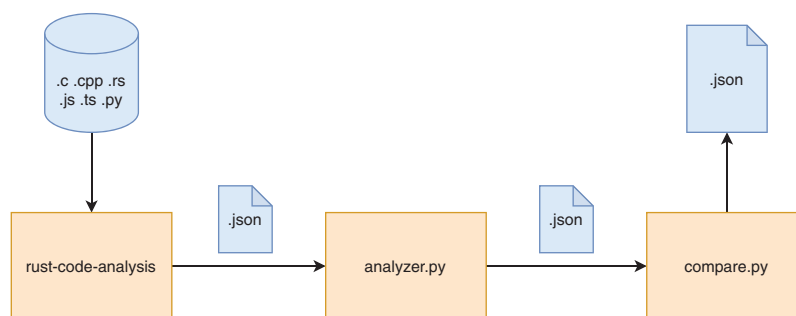 .c .cpp .rs
.js .ts .py
.json
.json
.json
rust-code-analysis
analyzer.py
compare.py